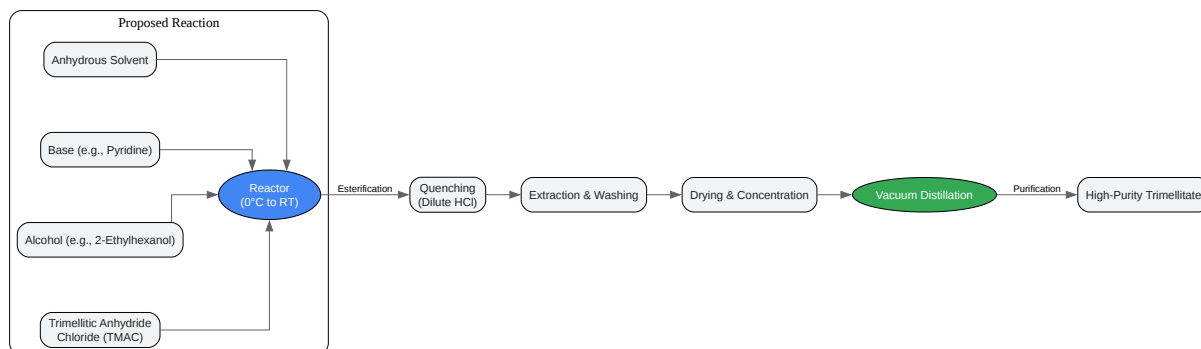 Proposed Reaction
Anhydrous Solvent
Base (e.g., Pyridine)
Alcohol (e.g., 2-Ethylhexanol)
Trimellitic Anhydride
Chloride (TMAC)
Reactor
(0°C to RT)
Esterification
Quenching
(Dilute HCl)
Extraction & Washing
Drying & Concentration
Vacuum Distillation
Purification
High-Purity Trimellitate